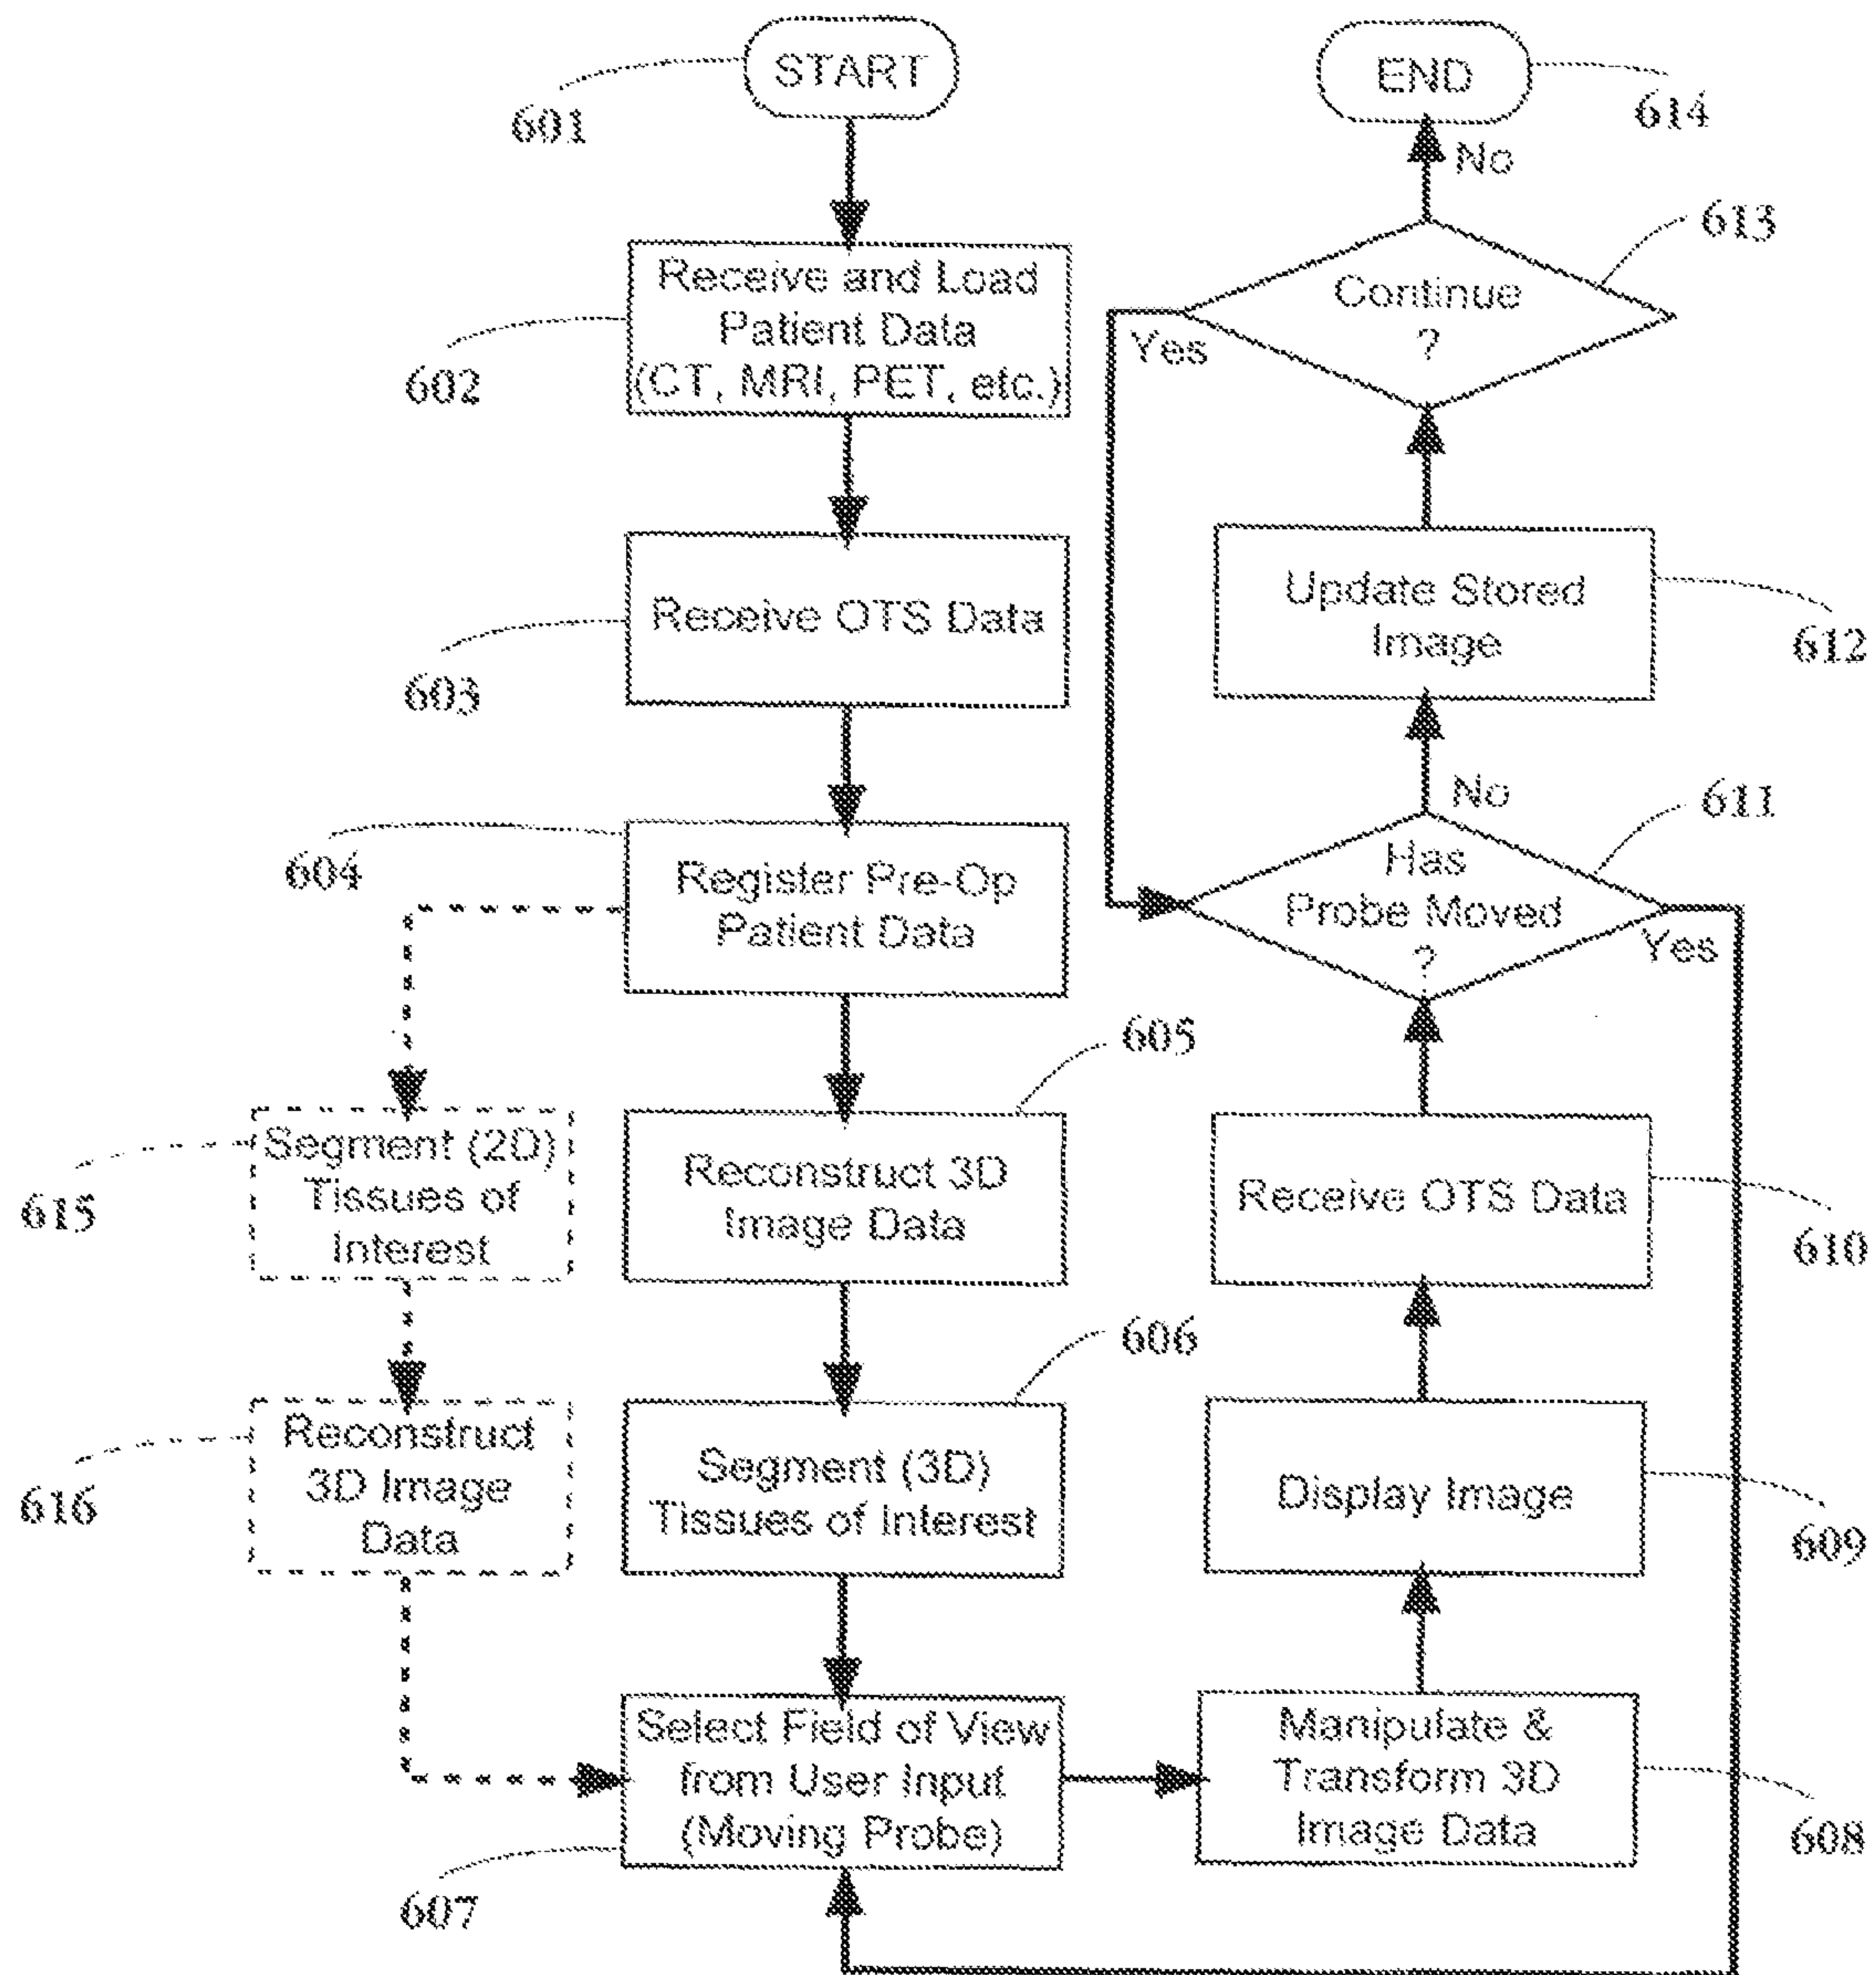 START
601
Receive and Load
Patient Data
(CT, MRI, PET, etc.)
602
Receive OTS Data
603
604
Register Pre-Op
Patient Data
605
Reconstruct 3D
Image Data
606
Segment (3D)
Tissues of Interest
615
Segment (2D)
Tissues of
Interest
616
Reconstruct
3D Image
Data
Select Field of View
from User Input
(Moving Probe)
607
Manipulate &
Transform 3D
Image Data
608
Display Image
609
Receive OTS Data
610
Has
Probe Moved
?
611
Yes
No
Update Stored
Image
612
Continue
?
613
Yes
No
END
614